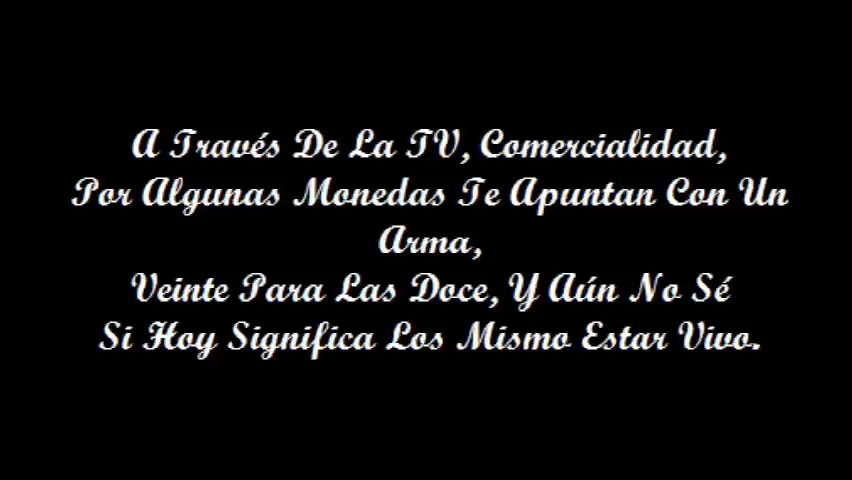 A Través De La TV, Comercialidad,
Por Algunas Monedas Te Apuntan Con Un
Arma,
Veinte Para Las Doce, Y Aún No Sé
Si Hoy Significa Los Mismo Estar Vivo.